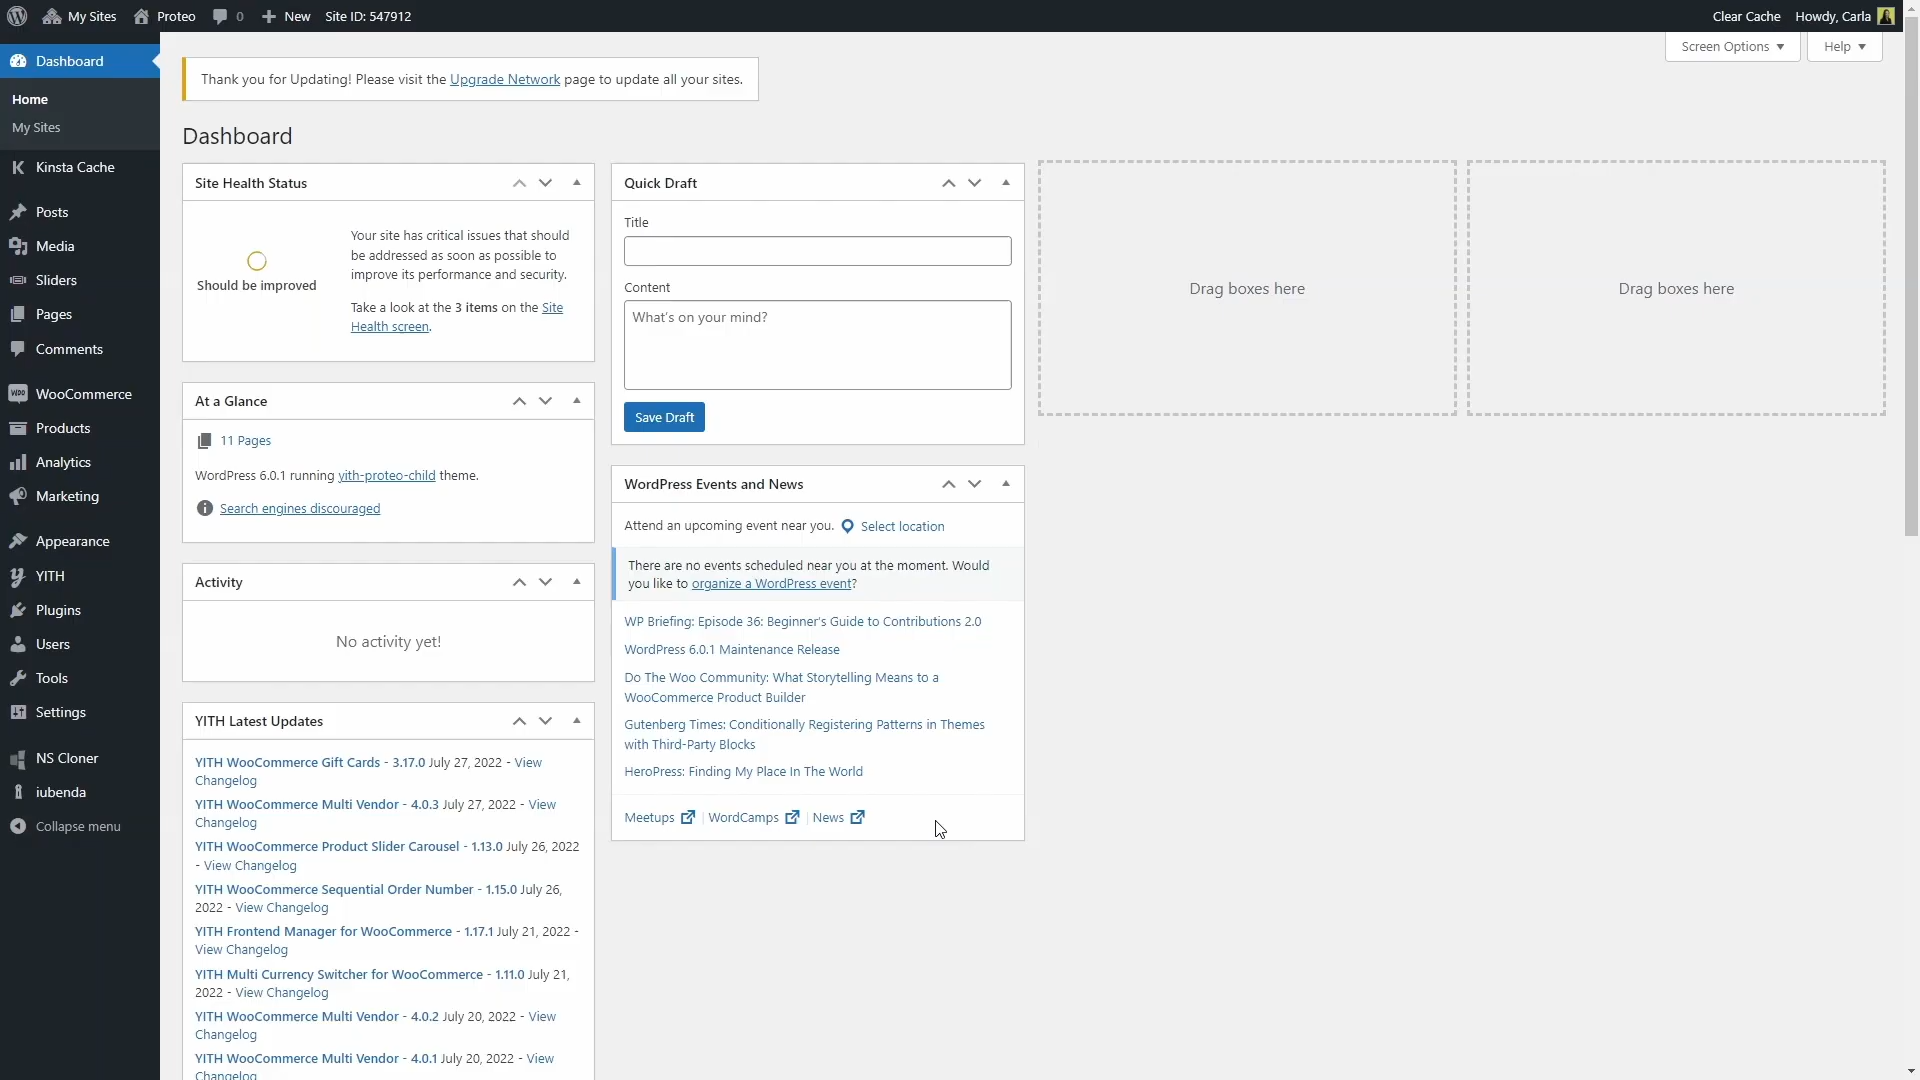 My Sites
Proteo
0
New
Site ID: 547912
Clear Cache
Howdy, Carla
Dashboard
Home
My Sites
Kinsta Cache
Posts
Media
Sliders
Pages
Comments
WooCommerce
Products
Analytics
Marketing
Appearance
YITH
Plugins
Users
Tools
Settings
NS Cloner
iubenda
Collapse menu
Screen Options
Help
Thank you for Updating! Please visit the Upgrade Network page to update all your sites.
Dashboard
Site Health Status
Should be improved
Your site has critical issues that should
be addressed as soon as possible to
improve its performance and security.
Take a look at the 3 items on the Site
Health screen.
At a Glance
11 Pages
WordPress 6.0.1 running yith-proteo-child theme.
Search engines discouraged
Activity
No activity yet!
YITH Latest Updates
YITH WooCommerce Gift Cards - 3.17.0 July 27, 2022 - View
Changelog
YITH WooCommerce Multi Vendor - 4.0.3 July 27, 2022 - View
Changelog
YITH WooCommerce Product Slider Carousel - 1.13.0 July 26, 2022
- View Changelog
YITH WooCommerce Sequential Order Number - 1.15.0 July 26,
2022 - View Changelog
YITH Frontend Manager for WooCommerce - 1.17.1 July 21, 2022 -
View Changelog
YITH Multi Currency Switcher for WooCommerce - 1.11.0 July 21,
2022 - View Changelog
YITH WooCommerce Multi Vendor - 4.0.2 July 20, 2022 - View
Changelog
YITH WooCommerce Multi Vendor - 4.0.1 July 20, 2022 - View
Changelog
Quick Draft
Title
Content
What's on your mind?
Save Draft
WordPress Events and News
Attend an upcoming event near you. Select location
There are no events scheduled near you at the moment. Would
you like to organize a WordPress event?
WP Briefing: Episode 36: Beginner's Guide to Contributions 2.0
WordPress 6.0.1 Maintenance Release
Do The Woo Community: What Storytelling Means to a
WooCommerce Product Builder
Gutenberg Times: Conditionally Registering Patterns in Themes
with Third-Party Blocks
HeroPress: Finding My Place In The World
Meetups | WordCamps | News
Drag boxes here
Drag boxes here